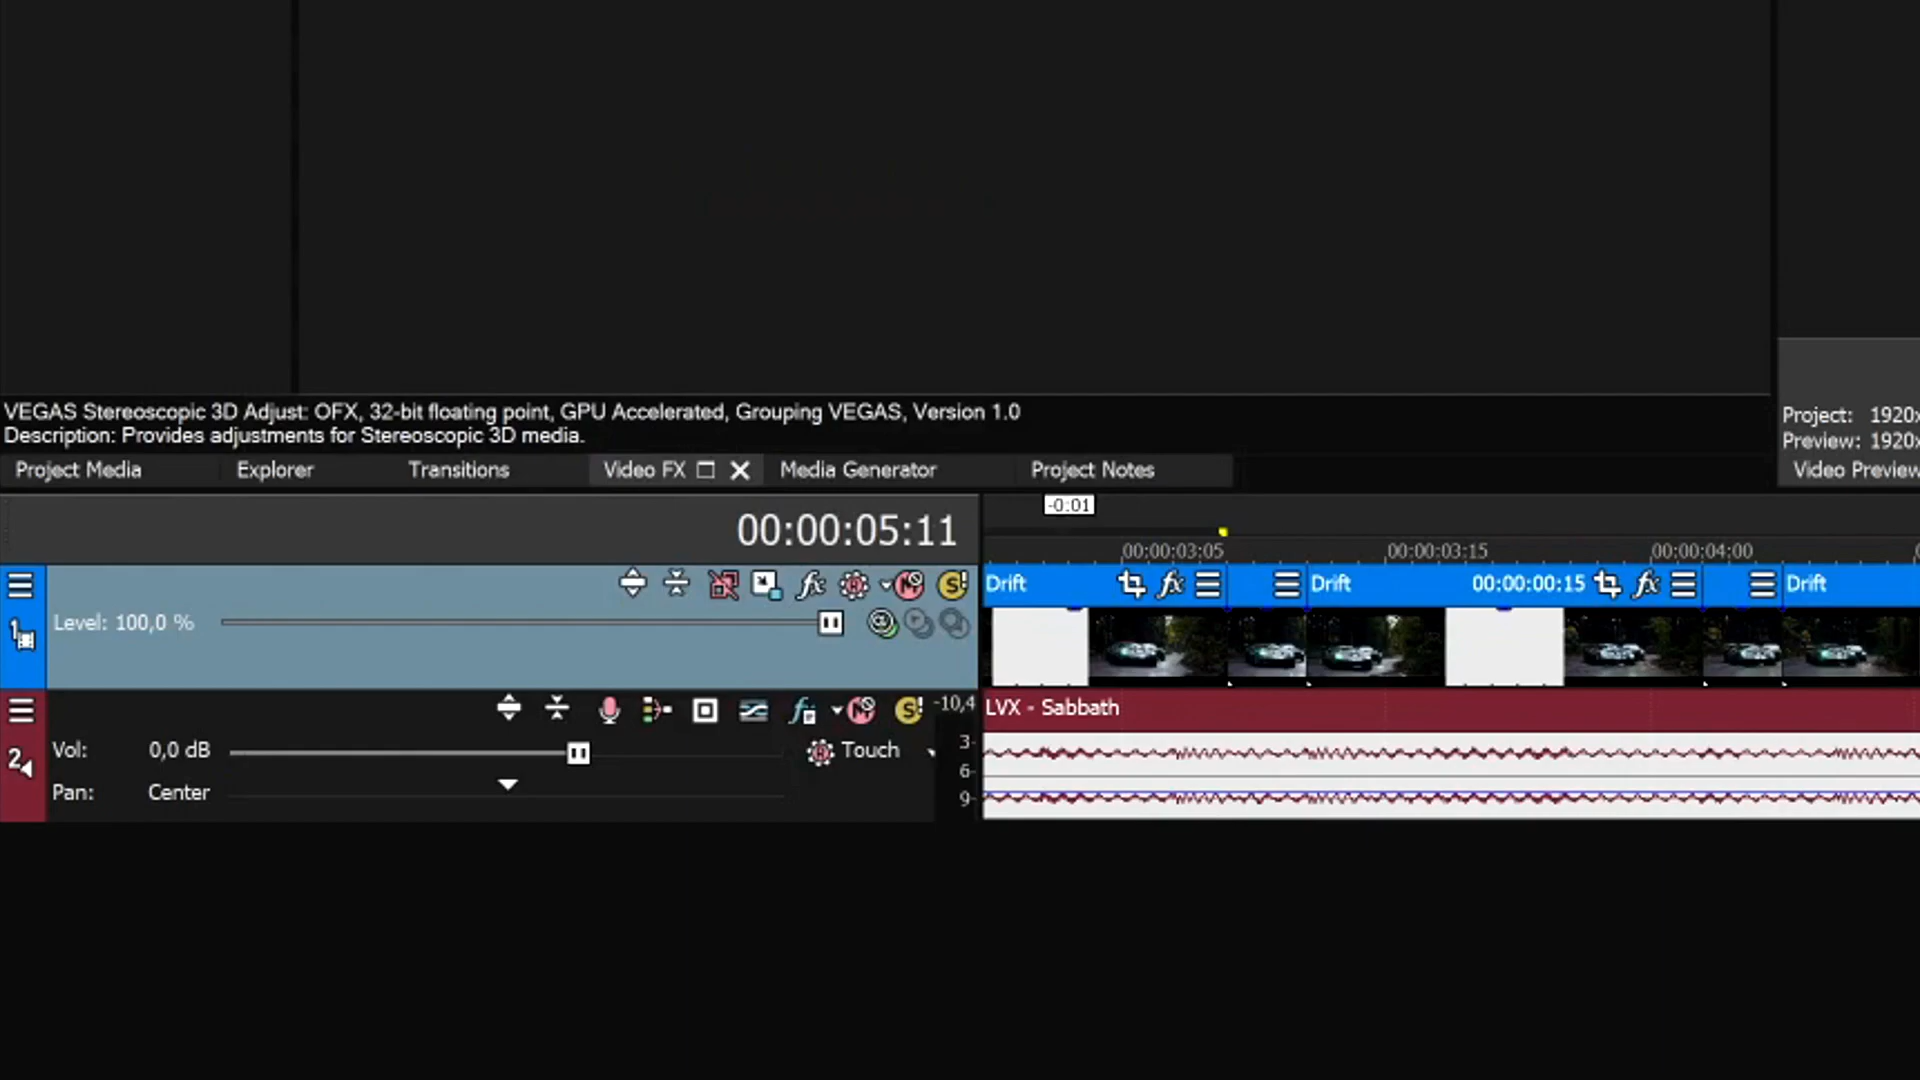 VEGAS Stereoscopic 3D Adjust: OFX, 32-bit floating point, GPU Accelerated, Grouping VEGAS, Version 1.0
Description: Provides adjustments for Stereoscopic 3D media.
Project: 1920x
Preview: 1920x
Project Media Explorer Transitions Video FX Media Generator Project Notes Video Preview
-0:01
00:00:05:11
00:00:03:05 00:00:03:15 00:00:04:00
Drift Drift 00:00:00:15 Drift
1
Level: 100,0 %
-10,4
LVX - Sabbath
2
Vol: 0,0 dB Touch
3
6
Pan: Center
9